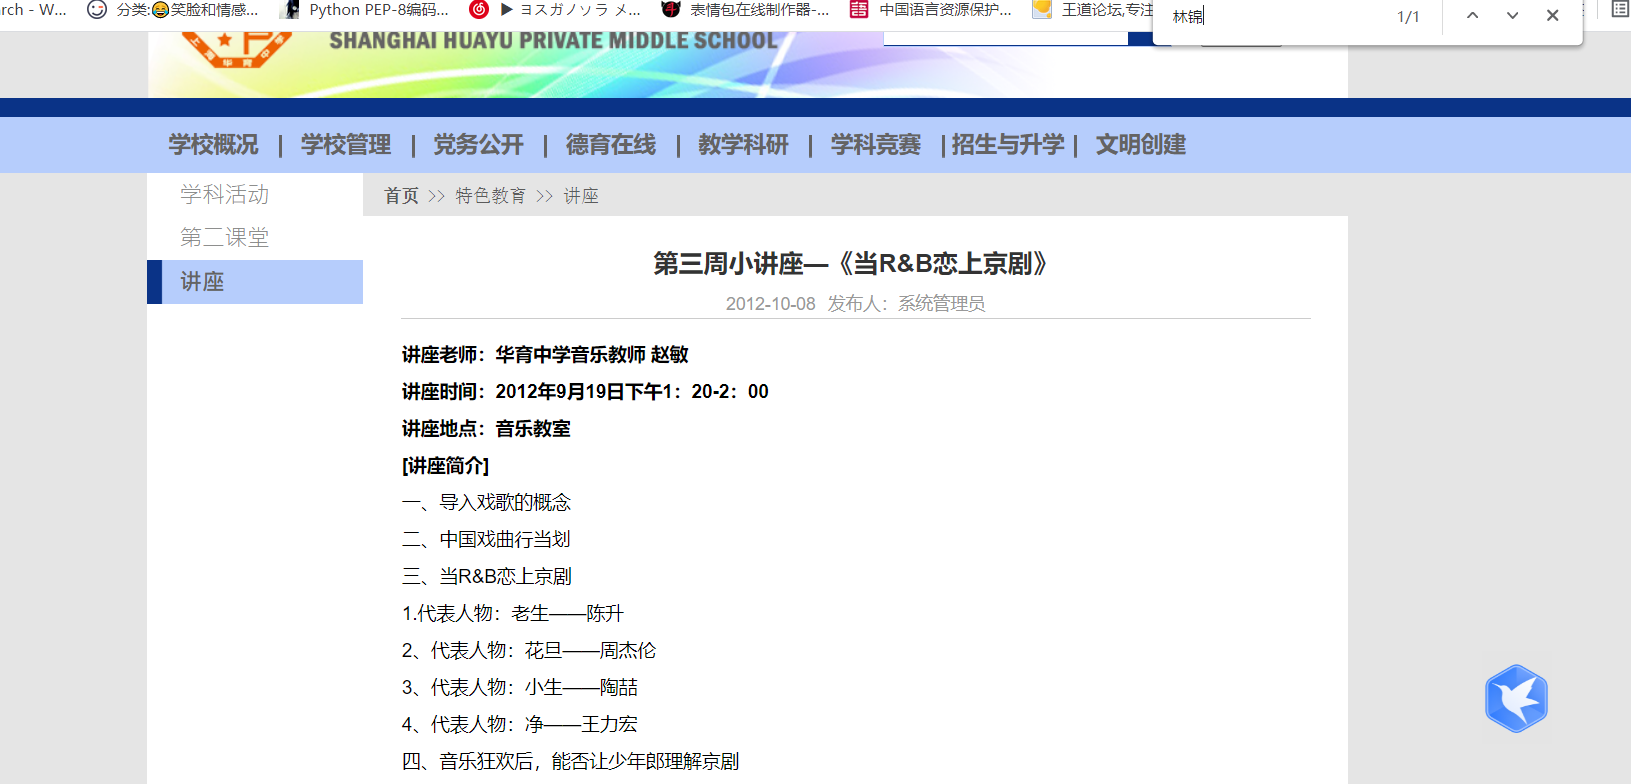 rch - W...
分类:😂笑脸和情感...
Python PEP-8编码...
▶ ヨスガノソラ メ...
表情包在线制作器-...
中国语言资源保护...
王道论坛,专注
林锦
1/1
SHANGHAI HUAYU PRIVATE MIDDLE SCHOOL
学校概况 | 学校管理 | 党务公开 | 德育在线 | 教学科研 | 学科竞赛 | 招生与升学 | 文明创建
学科活动
第二课堂
讲座
首页 >> 特色教育 >> 讲座
第三周小讲座—《当R&B恋上京剧》
2012-10-08 发布人：系统管理员
讲座老师：华育中学音乐教师 赵敏
讲座时间：2012年9月19日下午1：20-2：00
讲座地点：音乐教室
[讲座简介]
一、导入戏歌的概念
二、中国戏曲行当划
三、当R&B恋上京剧
1.代表人物：老生——陈升
2、代表人物：花旦——周杰伦
3、代表人物：小生——陶喆
4、代表人物：净——王力宏
四、音乐狂欢后，能否让少年郎理解京剧